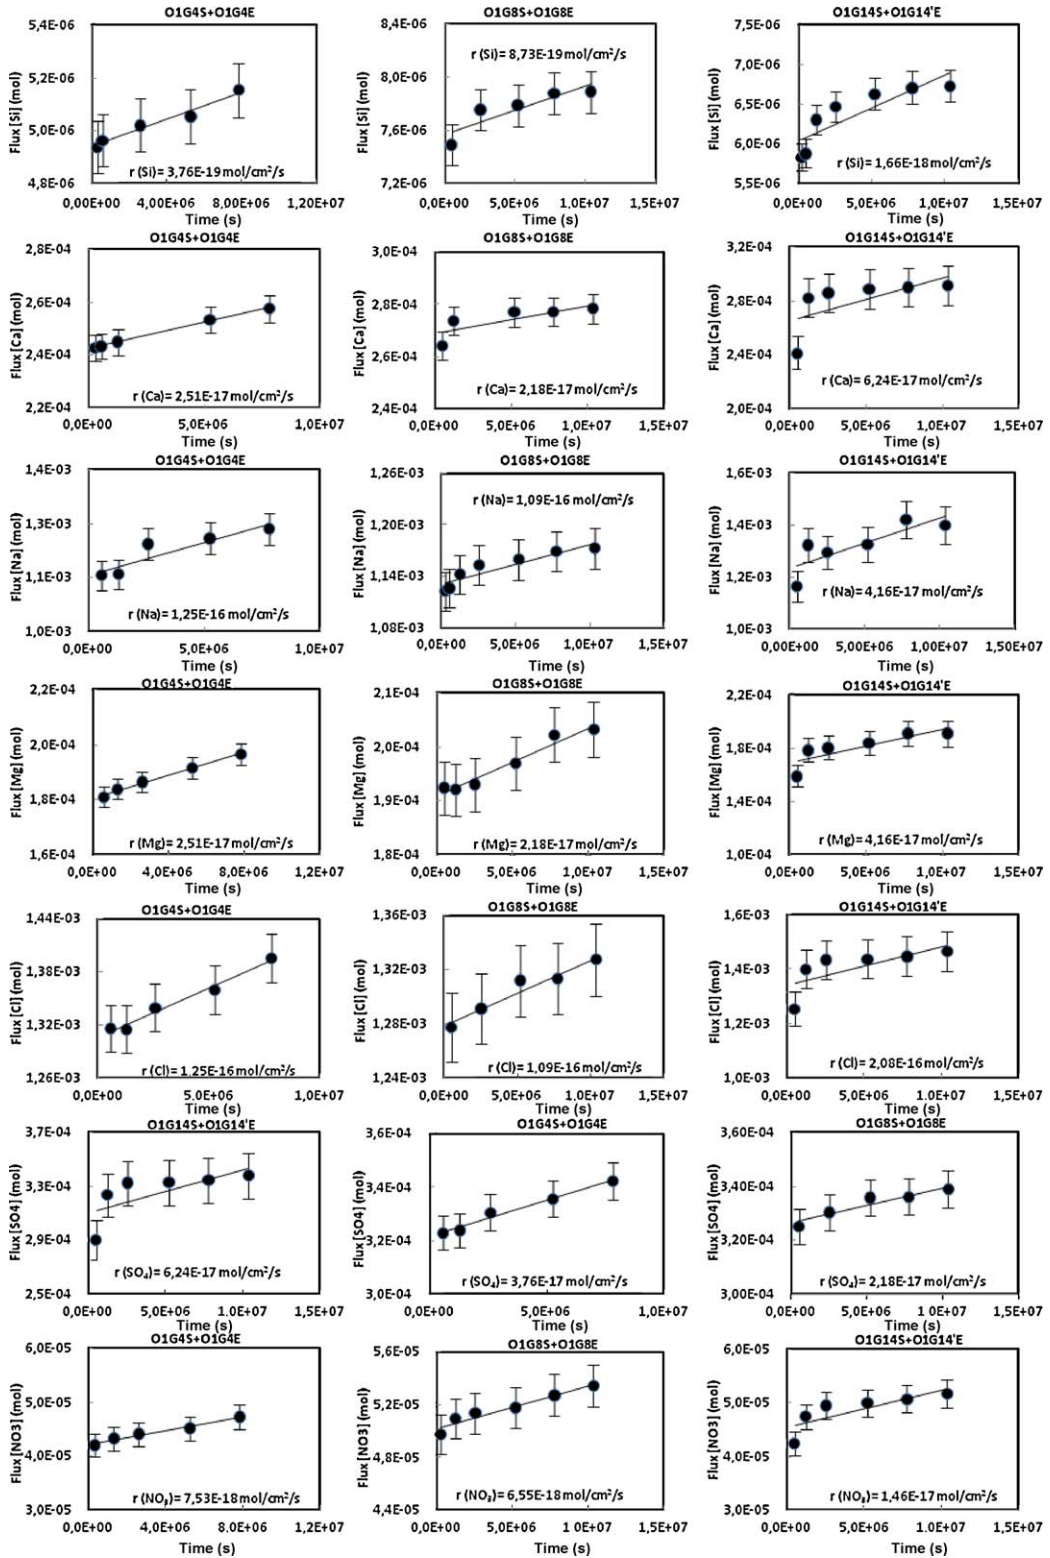 O1G4S+O1G4E
Flux [Si] (mol)
5,4E-06
5,2E-06
5,0E-06
4,8E-06
r (Si)= 3,76E-19 mol/cm²/s
0,00E+00 4,0E+06 8,0E+06 1,20E+07
Time (s)
O1G8S+O1G8E
Flux [Si] (mol)
8,4E-06
8,0E-06
7,6E-06
7,2E-06
r (Si)= 8,73E-19 mol/cm²/s
0,0E+00 5,0E+06 1,0E+07 1,5E+07
Time (s)
O1G14S+O1G14'E
Flux [Si] (mol)
7,5E-06
7,0E-06
6,5E-06
6,0E-06
5,5E-06
r (Si)= 1,66E-18 mol/cm²/s
0,0E+00 5,0E+06 1,0E+07 1,5E+07
Time (s)
O1G4S+O1G4E
Flux [Ca] (mol)
2,8E-04
2,6E-04
2,4E-04
2,2E-04
r (Ca)= 2,51E-17 mol/cm²/s
0,0E+00 5,0E+06 1,0E+07
Time (s)
O1G8S+O1G8E
Flux [Ca] (mol)
3,0E-04
2,8E-04
2,6E-04
2,4E-04
r (Ca)= 2,18E-17 mol/cm²/s
0,0E+00 5,0E+06 1,0E+07 1,5E+07
Time (s)
O1G14S+O1G14'E
Flux [Ca] (mol)
3,2E-04
2,8E-04
2,4E-04
2,0E-04
r (Ca)= 6,24E-17 mol/cm²/s
0,0E+00 5,0E+06 1,0E+07 1,5E+07
Time (s)
O1G4S+O1G4E
Flux [Na] (mol)
1,4E-03
1,3E-03
1,1E-03
1,0E-03
r (Na)= 1,25E-16 mol/cm²/s
0,0E+00 5,0E+06 1,0E+07
Time (s)
O1G8S+O1G8E
Flux [Na] (mol)
1,26E-03
1,20E-03
1,14E-03
1,08E-03
r (Na)= 1,09E-16 mol/cm²/s
0,0E+00 5,0E+06 1,0E+07 1,5E+07
Time (s)
O1G14S+O1G14'E
Flux [Na] (mol)
1,6E-03
1,4E-03
1,2E-03
1,0E-03
r (Na)= 4,16E-17 mol/cm²/s
0,0E+00 5,0E+06 1,0E+07 1,5E+07
Time (s)
O1G4S+O1G4E
Flux [Mg] (mol)
2,2E-04
2,0E-04
1,8E-04
1,6E-04
r (Mg)= 2,51E-17 mol/cm²/s
0,0E+00 4,0E+06 8,0E+06 1,2E+07
Time (s)
O1G8S+O1G8E
Flux [Mg] (mol)
2,1E-04
2,0E-04
1,9E-04
1,8E-04
r (Mg)= 2,18E-17 mol/cm²/s
0,0E+00 5,0E+06 1,0E+07 1,5E+07
Time (s)
O1G14S+O1G14'E
Flux [Mg] (mol)
2,2E-04
1,8E-04
1,4E-04
1,0E-04
r (Mg)= 4,16E-17 mol/cm²/s
0,0E+00 5,0E+06 1,0E+07 1,5E+07
Time (s)
O1G4S+O1G4E
Flux [Cl] (mol)
1,44E-03
1,38E-03
1,32E-03
1,26E-03
r (Cl)= 1,25E-16 mol/cm²/s
0,0E+00 5,0E+06 1,0E+07
Time (s)
O1G8S+O1G8E
Flux [Cl] (mol)
1,36E-03
1,32E-03
1,28E-03
1,24E-03
r (Cl)= 1,09E-16 mol/cm²/s
0,0E+00 5,0E+06 1,0E+07 1,5E+07
Time (s)
O1G14S+O1G14'E
Flux [Cl] (mol)
1,6E-03
1,4E-03
1,2E-03
1,0E-03
r (Cl)= 2,08E-16 mol/cm²/s
0,0E+00 5,0E+06 1,0E+07 1,5E+07
Time (s)
O1G14S+O1G14'E
Flux [SO4] (mol)
3,7E-04
3,3E-04
2,9E-04
2,5E-04
r (SO₄)= 6,24E-17 mol/cm²/s
0,0E+00 5,0E+06 1,0E+07 1,5E+07
Time (s)
O1G4S+O1G4E
Flux [SO4] (mol)
3,6E-04
3,4E-04
3,2E-04
3,0E-04
r (SO₄)= 3,76E-17 mol/cm²/s
0,0E+00 5,0E+06 1,0E+07
Time (s)
O1G8S+O1G8E
Flux [SO4] (mol)
3,60E-04
3,40E-04
3,20E-04
3,00E-04
r (SO₄)= 2,18E-17 mol/cm²/s
0,0E+00 5,0E+06 1,0E+07 1,5E+07
Time (s)
O1G4S+O1G4E
Flux [NO3] (mol)
6,0E-05
5,0E-05
4,0E-05
3,0E-05
r (NO₃)= 7,53E-18 mol/cm²/s
0,0E+00 4,0E+06 8,0E+06 1,2E+07
Time (s)
O1G8S+O1G8E
Flux [NO3] (mol)
5,6E-05
5,2E-05
4,8E-05
4,4E-05
r (NO₃)= 6,55E-18 mol/cm²/s
0,0E+00 5,0E+06 1,0E+07 1,5E+07
Time (s)
O1G14S+O1G14'E
Flux [NO3] (mol)
6,0E-05
5,0E-05
4,0E-05
3,0E-05
r (NO₃)= 1,46E-17 mol/cm²/s
0,0E+00 5,0E+06 1,0E+07 1,5E+07
Time (s)